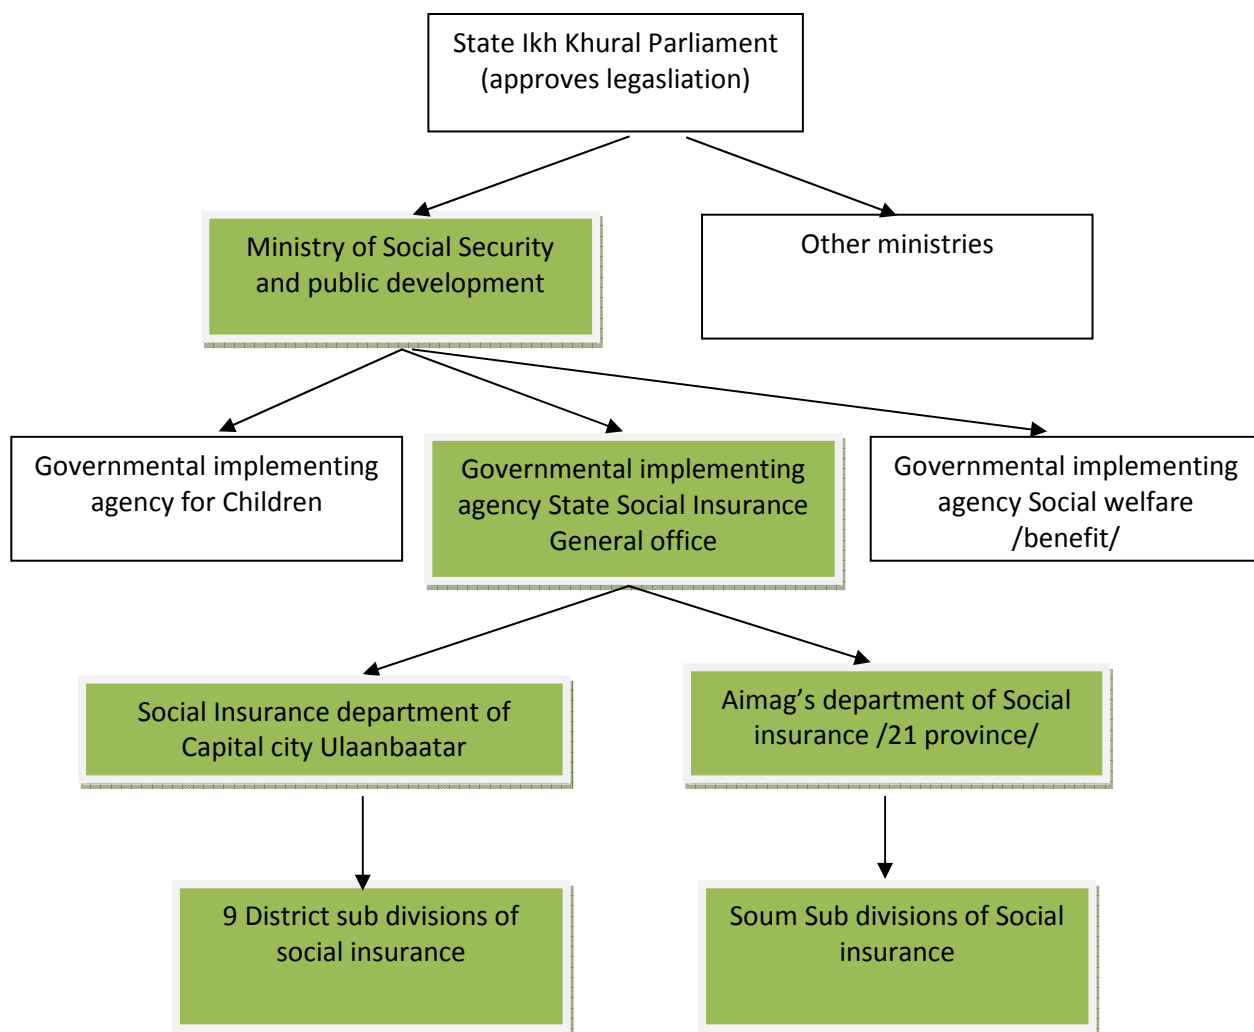 State Ikh Khural Parliament
(approves legasliation)
Ministry of Social Security
and public development
Other ministries
Governmental implementing
agency for Children
Governmental implementing
agency State Social Insurance
General office
Governmental implementing
agency Social welfare
/benefit/
Social Insurance department of
Capital city Ulaanbaatar
Aimag’s department of Social
insurance /21 province/
9 District sub divisions of
social insurance
Soum Sub divisions of Social
insurance